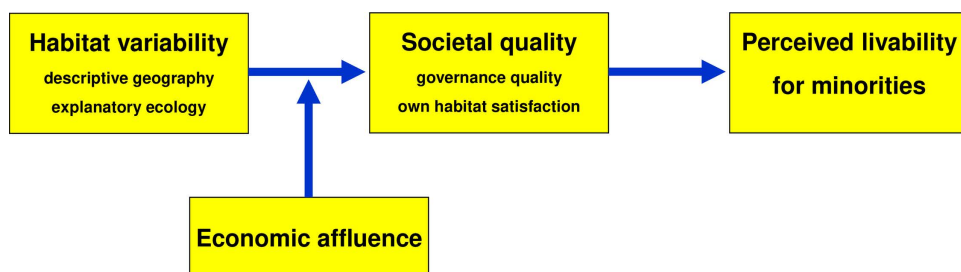 Habitat variability
descriptive geography
explanatory ecology
Societal quality
governance quality
own habitat satisfaction
Perceived livability
for minorities
Economic affluence